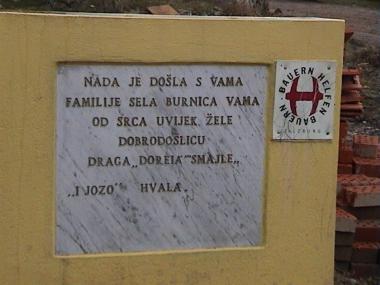 NADA JE DOŠLA S VAMA
FAMILIJE SELA BURNICA VAMA
OD SRCA UVIJEK ŽELE
DOBRODOŠLICU
DRAGA „DOREIA"" SMAJLE„
„I JOZO" HVALA.
BAUERN HELFEN BAUERN
SALZBURG